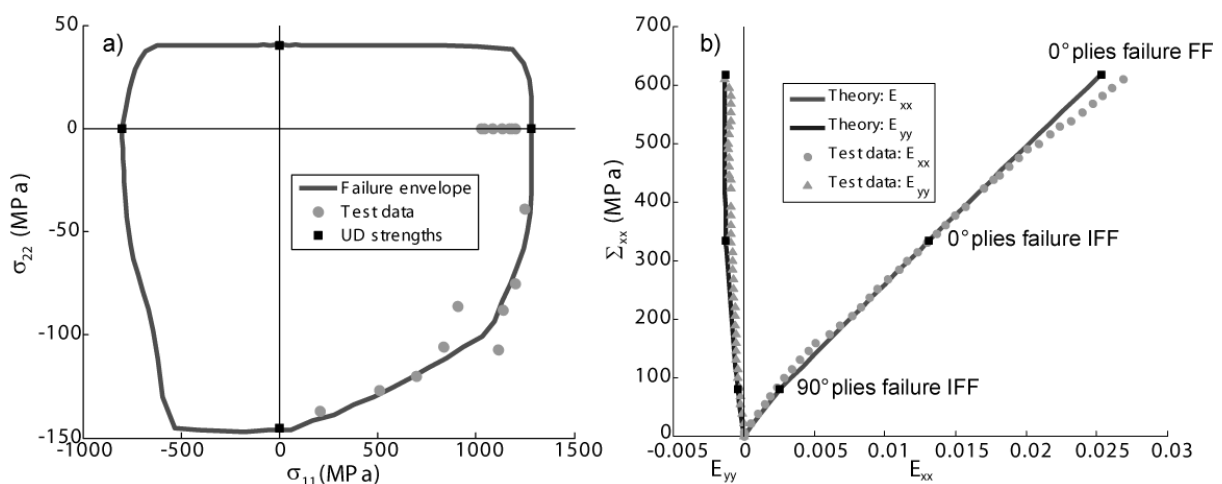 a)
50
0
-50
-100
-150
σ22 (MPa)
-1000
-500
0
500
1000
1500
σ11 (MPa)
Failure envelope
Test data
UD strengths
b)
700
600
500
400
300
200
100
0
Σxx (MPa)
-0.005
0
0.005
0.01
0.015
0.02
0.025
0.03
Eyy
Exx
Theory: Exx
Theory: Eyy
Test data: Exx
Test data: Eyy
0° plies failure FF
0° plies failure IFF
90° plies failure IFF